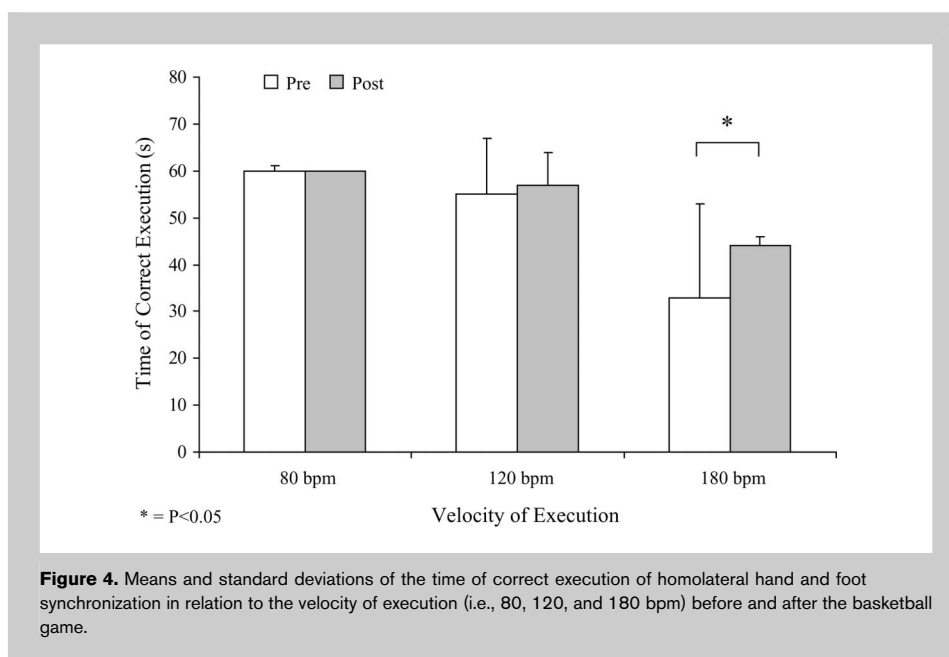 80
Pre Post
70
*
60
50
40
30
20
10
0
Time of Correct Execution (s)
80 bpm 120 bpm 180 bpm
* = P<0.05 Velocity of Execution
Figure 4. Means and standard deviations of the time of correct execution of homolateral hand and foot
synchronization in relation to the velocity of execution (i.e., 80, 120, and 180 bpm) before and after the basketball
game.